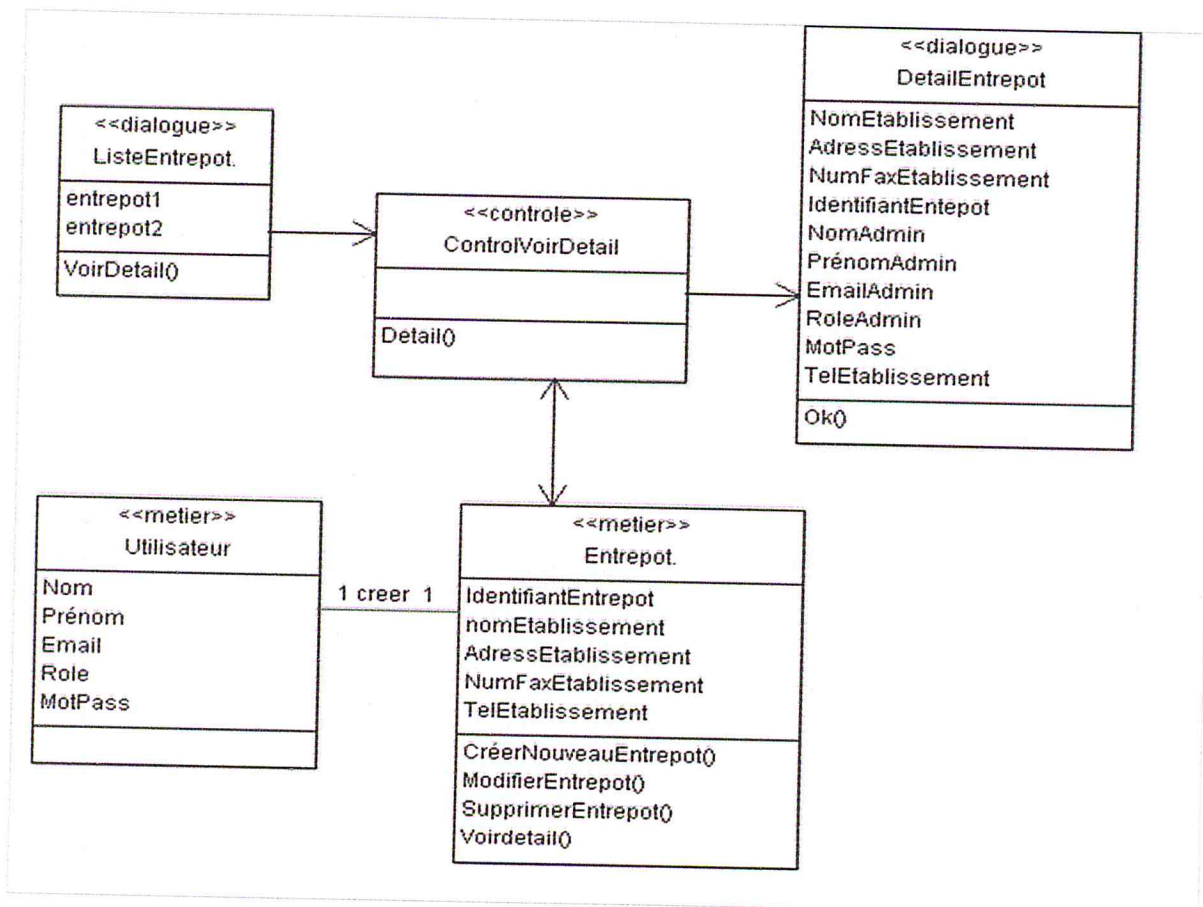 <<dialogue>>
ListeEntrepot.
entrepot1
entrepot2
VoirDetail()
<<controle>>
ControlVoirDetail
Detail()
<<dialogue>>
DetailEntrepot
NomEtablissement
AdressEtablissement
NumFaxEtablissement
IdentifiantEntepot
NomAdmin
PrénomAdmin
EmailAdmin
RoleAdmin
MotPass
TelEtablissement
Ok()
<<metier>>
Utilisateur
Nom
Prénom
Email
Role
MotPass
1 creer 1
<<metier>>
Entrepot.
IdentifiantEntrepot
nomEtablissement
AdressEtablissement
NumFaxEtablissement
TelEtablissement
CréerNouveauEntrepot()
ModifierEntrepot()
SupprimerEntrepot()
Voirdetail()